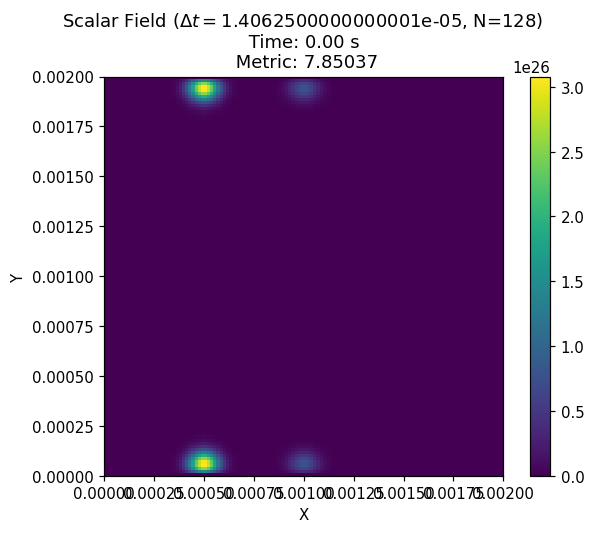 Scalar Field (Δt = 1.4062500000000001e-05, N=128)
Time: 0.00 s
Metric: 7.85037
1e26
0.00200
0.00175
0.00150
0.00125
0.00100
0.00075
0.00050
0.00025
0.00000
Y
3.0
2.5
2.0
1.5
1.0
0.5
0.0
0.00000 0.00025 0.00050 0.00075 0.00100 0.00125 0.00150 0.00175 0.00200
X